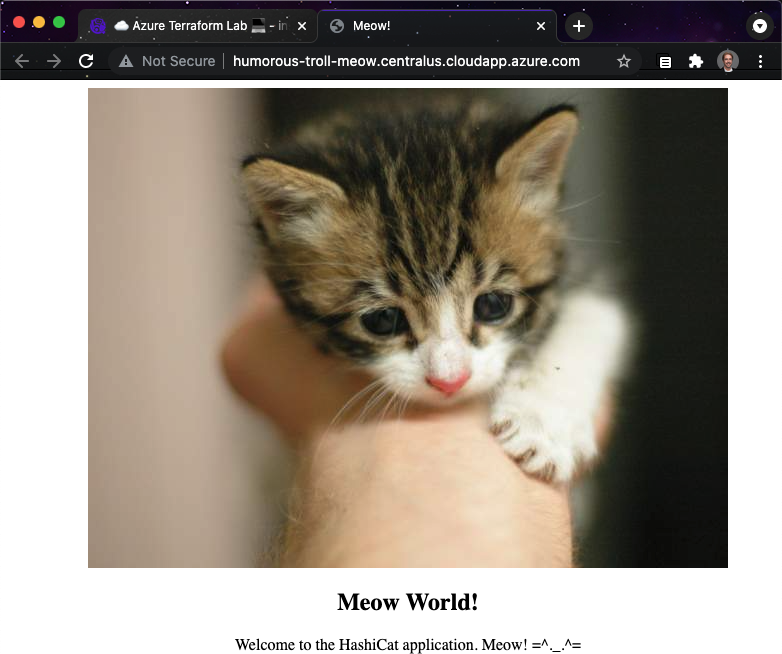 Azure Terraform Lab 💻 - in
Meow!
Not Secure | humorous-troll-meow.centralus.cloudapp.azure.com
Meow World!
Welcome to the HashiCat application. Meow! =^._.^=